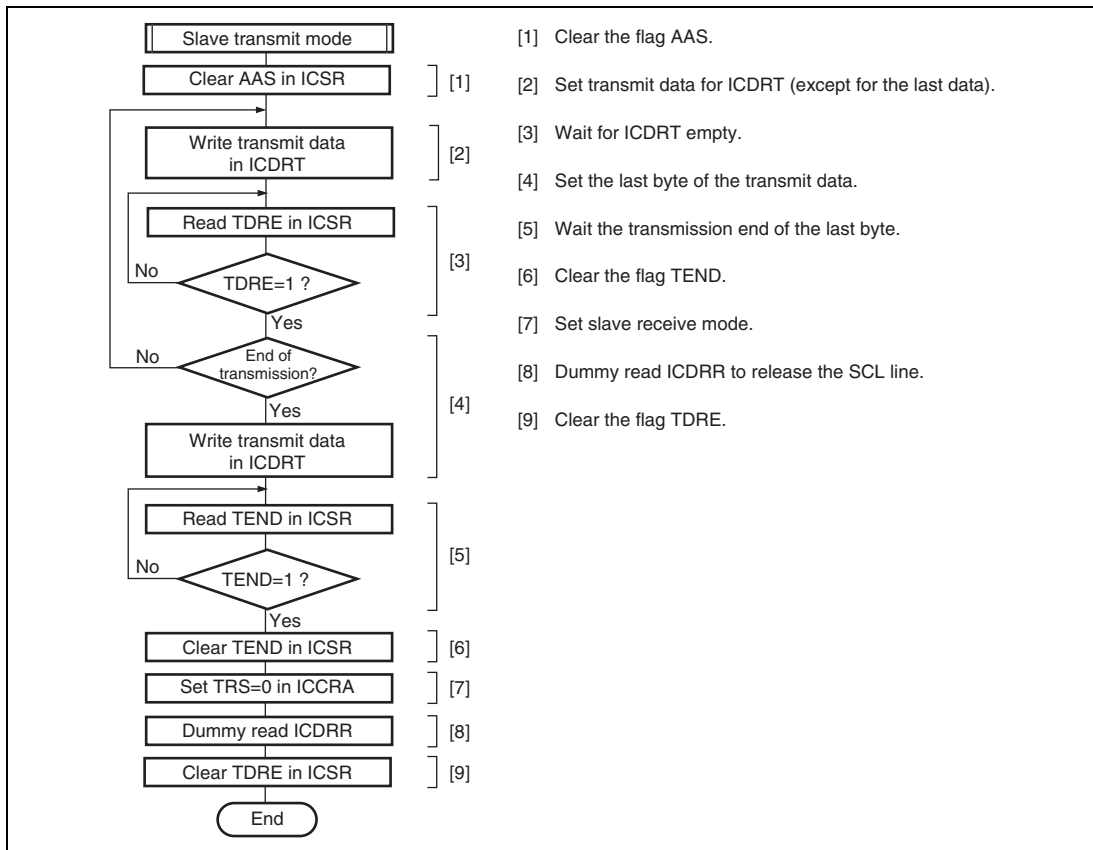 Slave transmit mode
Clear AAS in ICSR
[1]
Write transmit data
in ICDRT
[2]
Read TDRE in ICSR
No
TDRE=1 ?
[3]
Yes
No
End of
transmission?
[4]
Yes
Write transmit data
in ICDRT
Read TEND in ICSR
No
TEND=1 ?
[5]
Yes
Clear TEND in ICSR
[6]
Set TRS=0 in ICCRA
[7]
Dummy read ICDRR
[8]
Clear TDRE in ICSR
[9]
End
[1] Clear the flag AAS.
[2] Set transmit data for ICDRT (except for the last data).
[3] Wait for ICDRT empty.
[4] Set the last byte of the transmit data.
[5] Wait the transmission end of the last byte.
[6] Clear the flag TEND.
[7] Set slave receive mode.
[8] Dummy read ICDRR to release the SCL line.
[9] Clear the flag TDRE.